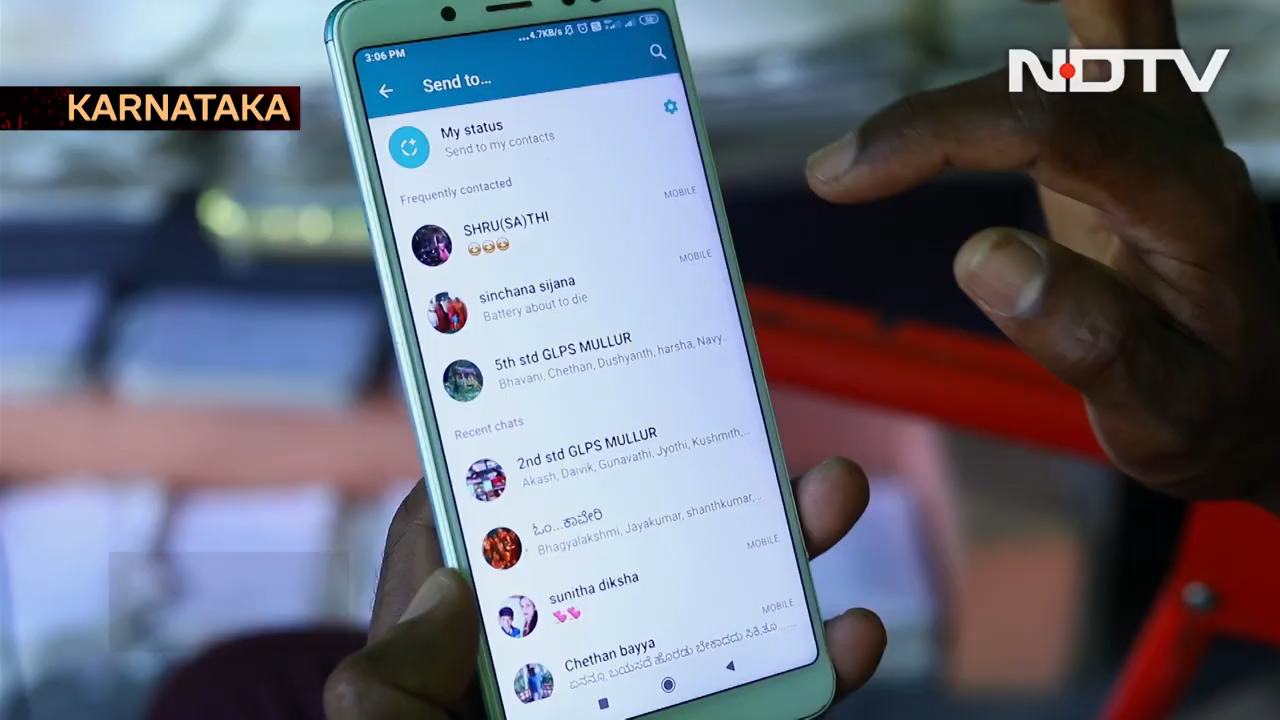 KARNATAKA
NDTV
3:06 PM
...4.7KB/s
Send to...
My status
Send to my contacts
Frequently contacted
SHRU(SA)THI
MOBILE
sinchana sijana
MOBILE
Battery about to die
5th std GLPS MULLUR
Bhavani, Chethan, Dushyanth, harsha, Navy..
Recent chats
2nd std GLPS MULLUR
Akash, Daivik, Gunavathi, Jyothi, Kushmith,...
ಓಂ...ಕಾವೇರಿ
Bhagyalakshmi, Jayakumar, shanthkumar,...
sunitha diksha
MOBILE
Chethan bayya
MOBILE
ಬಯಸದೆ ಹೊರಡು ಬೇಕಾದದು